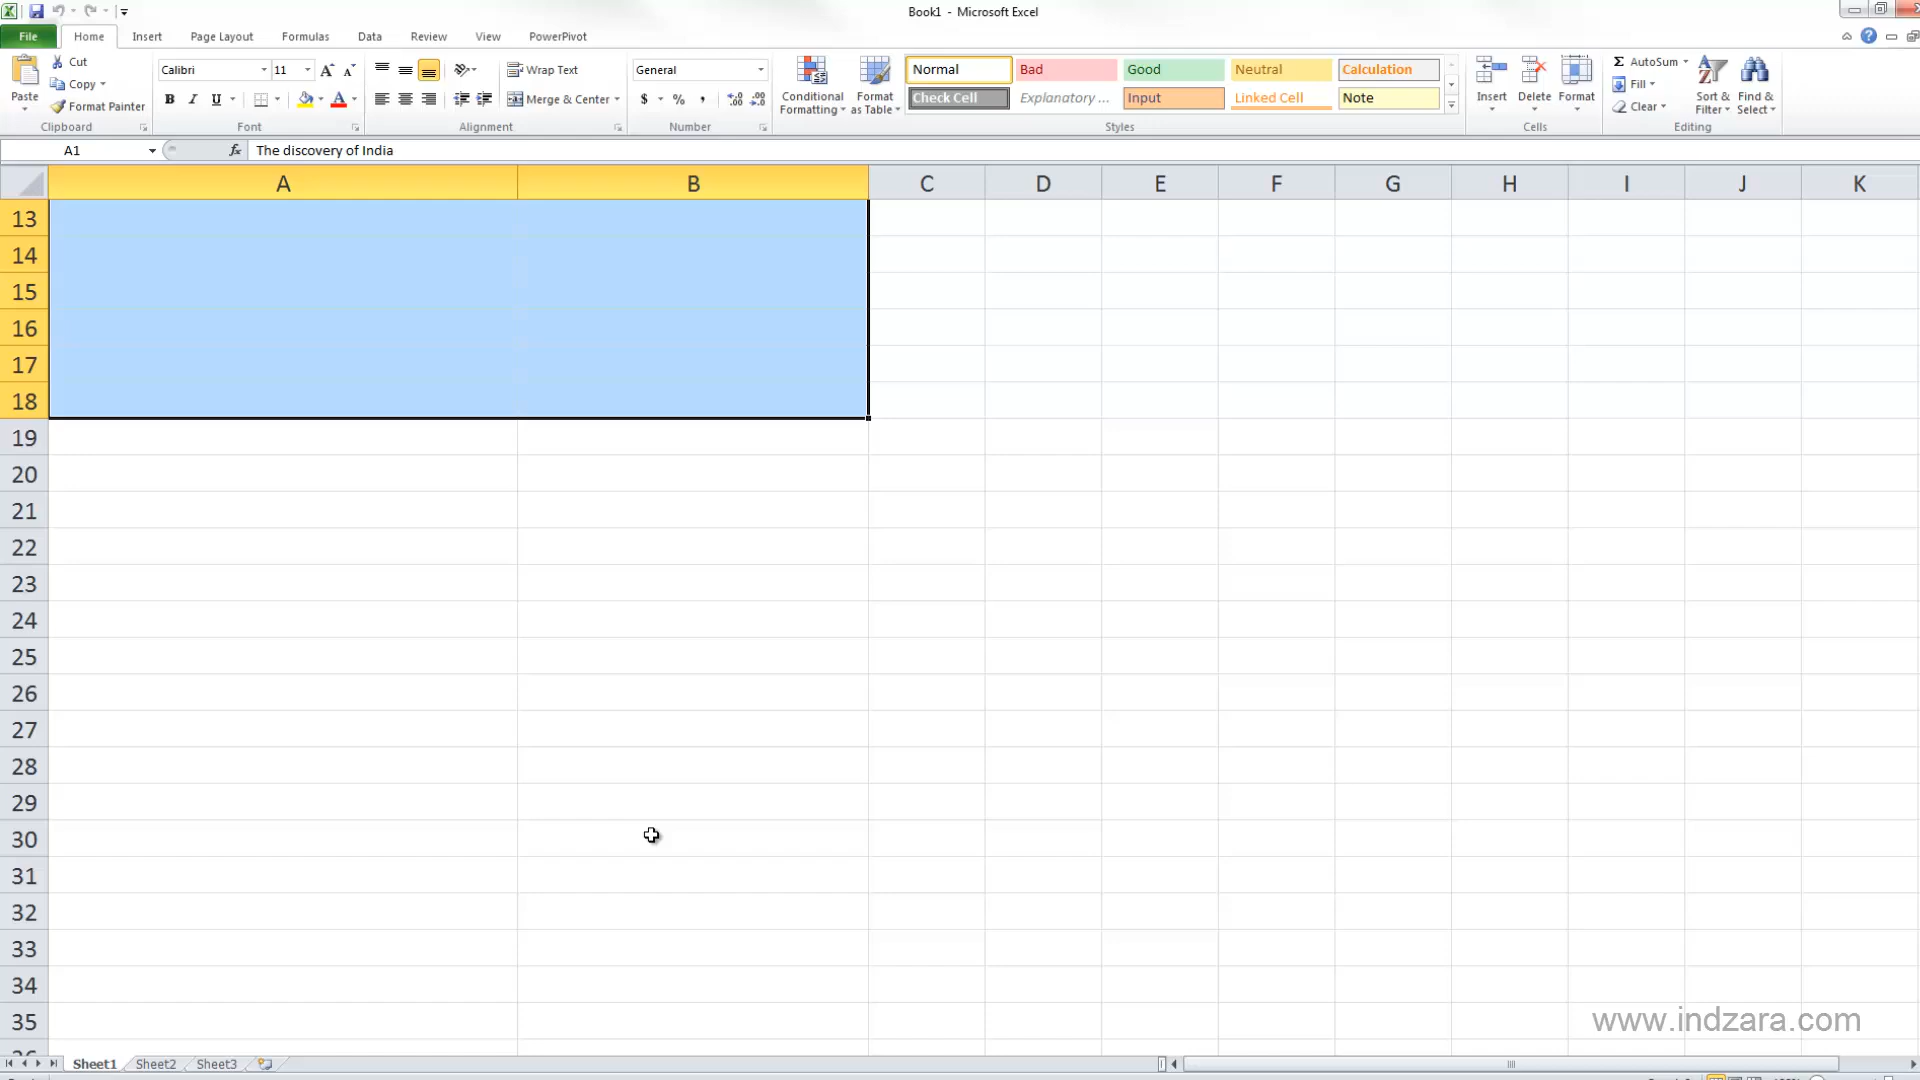 Book1 - Microsoft Excel
File Home Insert Page Layout Formulas Data Review View PowerPivot
Paste
Cut
Copy
Format Painter
Clipboard
Calibri 11
B I U
Font
Wrap Text
Merge & Center
Alignment
General
$ % ,
Number
Conditional Formatting
Format as Table
Normal Bad Good Neutral Calculation
Check Cell Explanatory ... Input Linked Cell Note
Styles
Insert Delete Format
Cells
AutoSum
Fill
Clear
Sort & Filter
Find & Select
Editing
A1 fx The discovery of India
A B C D E F G H I J K
13
14
15
16
17
18
19
20
21
22
23
24
25
26
27
28
29
30
31
32
33
34
35
www.indzara.com
Sheet1 Sheet2 Sheet3